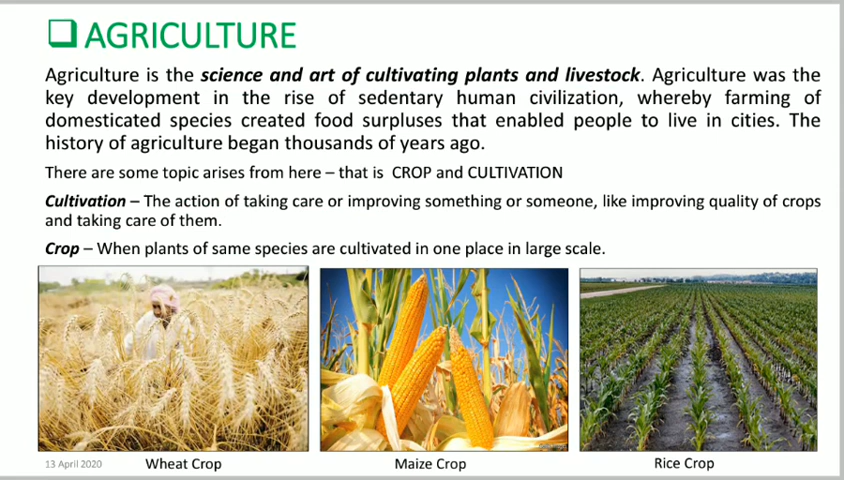 AGRICULTURE
Agriculture is the science and art of cultivating plants and livestock. Agriculture was the
key development in the rise of sedentary human civilization, whereby farming of
domesticated species created food surpluses that enabled people to live in cities. The
history of agriculture began thousands of years ago.
There are some topic arises from here – that is CROP and CULTIVATION
Cultivation – The action of taking care or improving something or someone, like improving quality of crops
and taking care of them.
Crop – When plants of same species are cultivated in one place in large scale.
13 April 2020
Wheat Crop
Maize Crop
Rice Crop